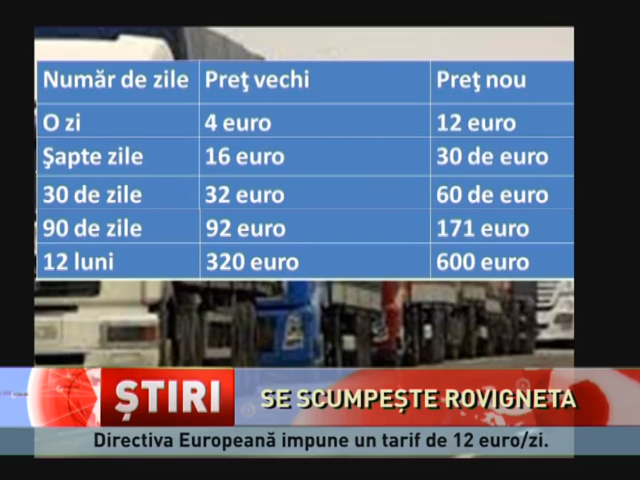 Număr de zile Preţ vechi Preţ nou
O zi 4 euro 12 euro
Şapte zile 16 euro 30 de euro
30 de zile 32 euro 60 de euro
90 de zile 92 euro 171 euro
12 luni 320 euro 600 euro
ŞTIRI SE SCUMPEŞTE ROVIGNETA
Directiva Europeană impune un tarif de 12 euro/zi.